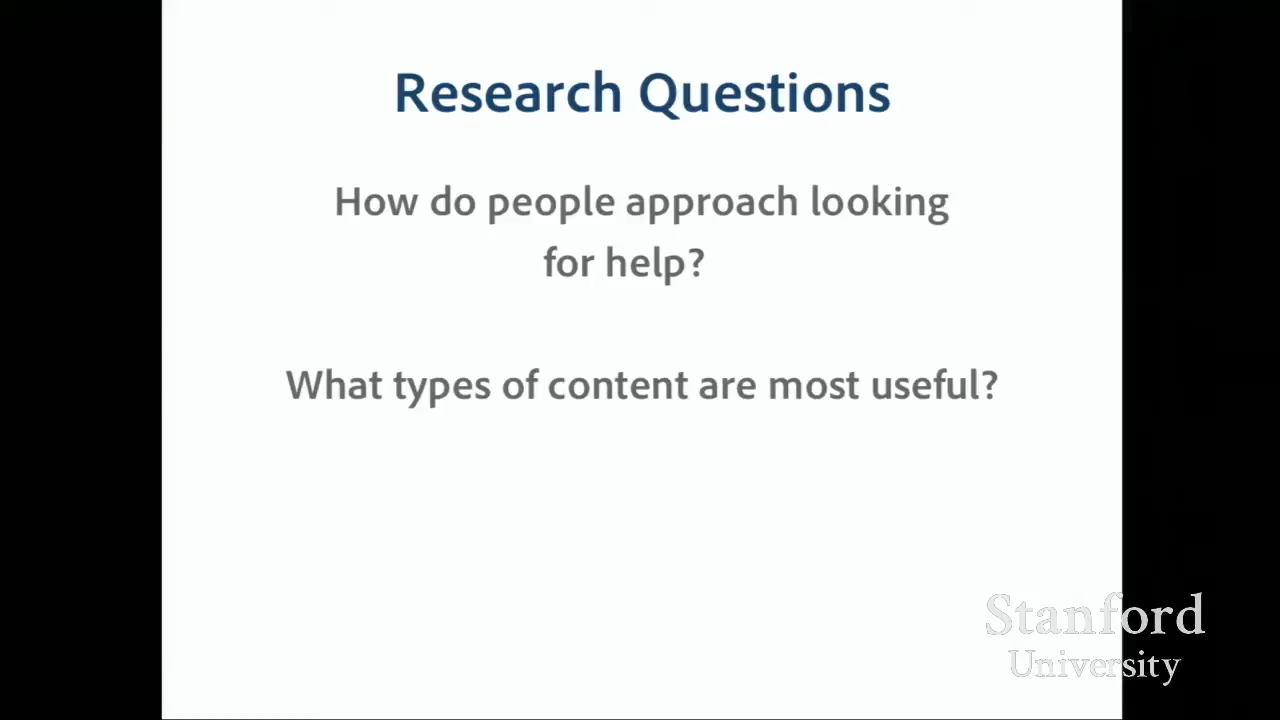 Research Questions
How do people approach looking
for help?
What types of content are most useful?
Stanford
University